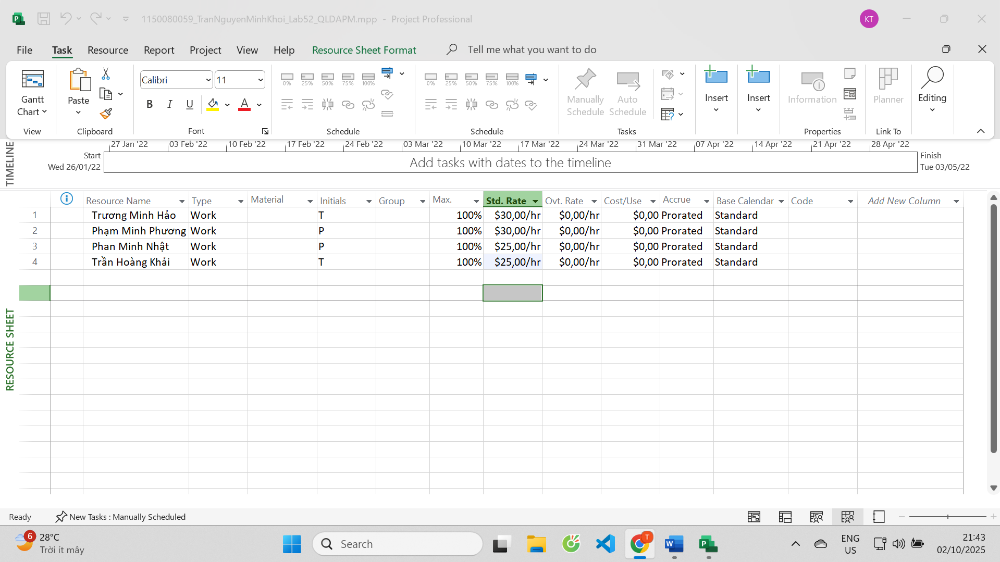 1150080059_TranNguyenMinhKhoi_Lab52_QLDAPM.mpp - Project Professional
KT
File Task Resource Report Project View Help Resource Sheet Format Tell me what you want to do
Gantt Chart
View
Paste
Clipboard
Calibri 11
B I U A
Font
0% 25% 50% 75% 100%
Schedule
0% 25% 50% 75% 100%
Schedule
Manually Schedule
Auto Schedule
Tasks
Insert
Insert
Information
Properties
Planner
Link To
Editing
TIMELINE
27 Jan '22 03 Feb '22 10 Feb '22 17 Feb '22 24 Feb '22 03 Mar '22 10 Mar '22 17 Mar '22 24 Mar '22 31 Mar '22 07 Apr '22 14 Apr '22 21 Apr '22 28 Apr '22
Start
Wed 26/01/22
Add tasks with dates to the timeline
Finish
Tue 03/05/22
Resource Name Type Material Initials Group Max. Std. Rate Ovt. Rate Cost/Use Accrue Base Calendar Code Add New Column
1 Trương Minh Hảo Work T 100% $30,00/hr $0,00/hr $0,00 Prorated Standard
2 Phạm Minh Phương Work P 100% $30,00/hr $0,00/hr $0,00 Prorated Standard
3 Phan Minh Nhật Work P 100% $25,00/hr $0,00/hr $0,00 Prorated Standard
4 Trần Hoàng Khải Work T 100% $25,00/hr $0,00/hr $0,00 Prorated Standard
RESOURCE SHEET
Ready New Tasks : Manually Scheduled
6
28°C
Trời ít mây
Search
T
ENG
US
21:43
02/10/2025